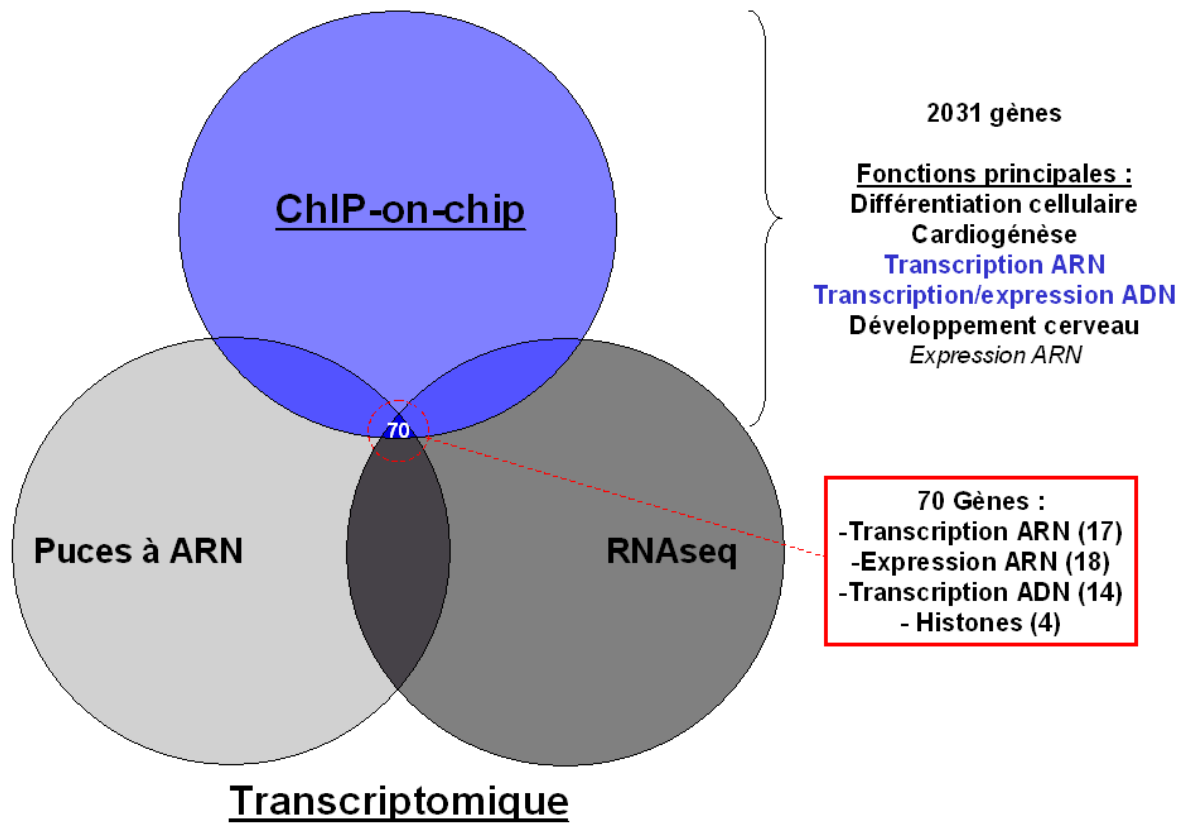 ChIP-on-chip
2031 gènes
Fonctions principales :
Différentiation cellulaire
Cardiogénèse
Transcription ARN
Transcription/expression ADN
Développement cerveau
Expression ARN
70
Puces à ARN
RNAseq
70 Gènes :
-Transcription ARN (17)
-Expression ARN (18)
-Transcription ADN (14)
- Histones (4)
Transcriptomique